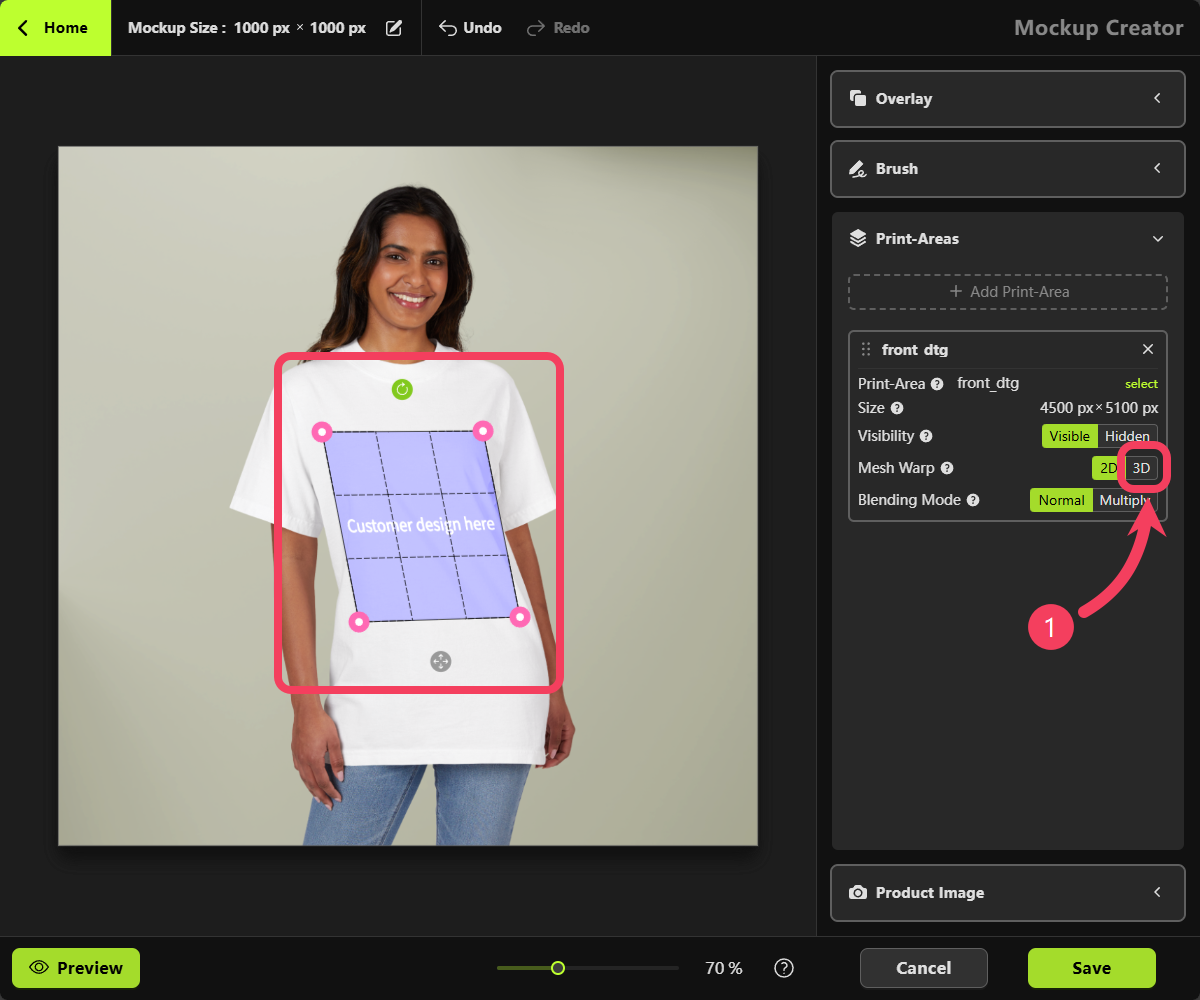 Home
Mockup Size : 1000 px × 1000 px
Undo
Redo
Mockup Creator
Overlay
Brush
Print-Areas
+ Add Print-Area
front_dtg
Print-Area ? front_dtg select
Size ? 4500 px×5100 px
Visibility ? Visible Hidden
Mesh Warp ? 2D 3D
Blending Mode ? Normal Multiply
Customer design here
1
Product Image
Preview
70 %
?
Cancel
Save